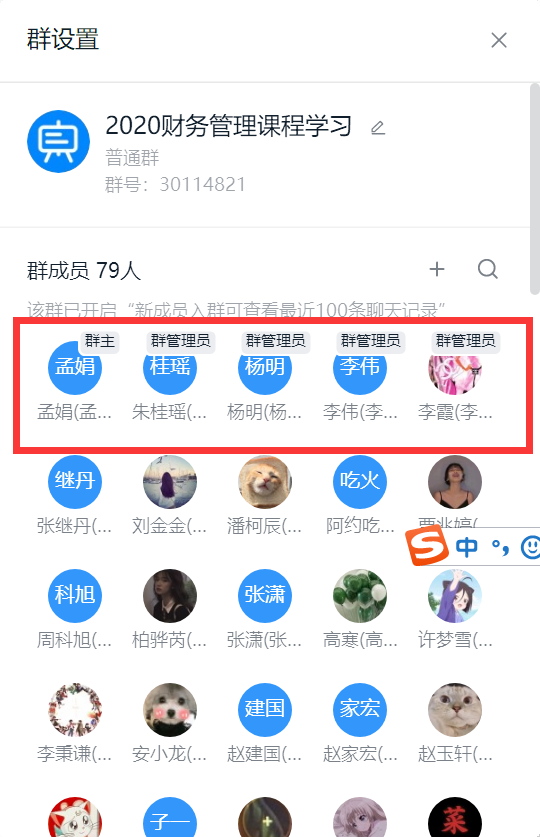 群设置
2020财务管理课程学习
普通群
群号：30114821
群成员 79人
该群已开启“新成员入群可查看最近100条聊天记录”
群主 群管理员 群管理员 群管理员 群管理员
孟娟 桂瑶 杨明 李伟
孟娟(孟... 朱桂瑶(... 杨明(杨... 李伟(李... 李霞(李...
继丹 吃火
张继丹(... 刘金金(... 潘柯辰(... 阿约吃...
S 中 °,
科旭 张潇
周科旭(... 柏骅芮(... 张潇(张... 高寒(高... 许梦雪(...
建国 家宏
李秉谦(... 安小龙(... 赵建国(... 赵家宏(... 赵玉轩(...
子一 菜